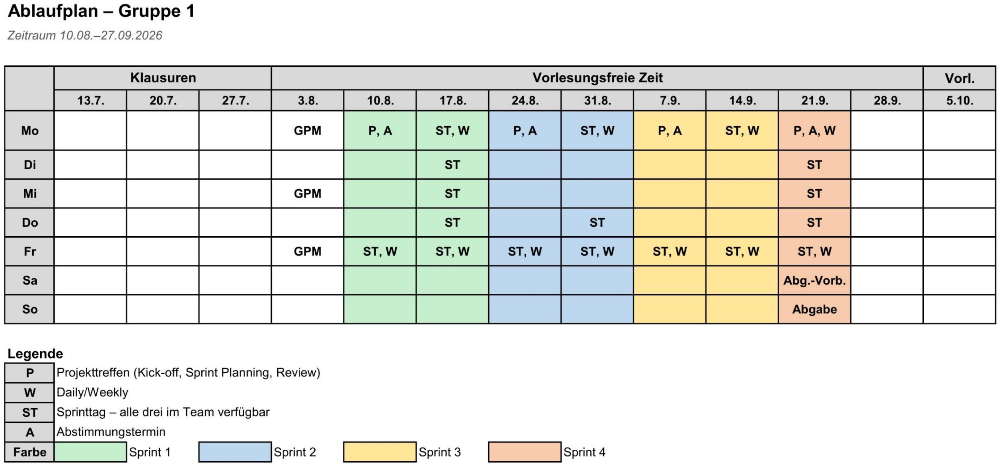 Ablaufplan – Gruppe 1
Zeitraum 10.08.–27.09.2026
Klausuren Vorlesungsfreie Zeit Vorl.
13.7. 20.7. 27.7. 3.8. 10.8. 17.8. 24.8. 31.8. 7.9. 14.9. 21.9. 28.9. 5.10.
Mo GPM P, A ST, W P, A ST, W P, A ST, W P, A, W
Di ST ST
Mi GPM ST ST
Do ST ST ST
Fr GPM ST, W ST, W ST, W ST, W ST, W ST, W ST, W
Sa Abg.-Vorb.
So Abgabe
Legende
P Projekttreffen (Kick-off, Sprint Planning, Review)
W Daily/Weekly
ST Sprinttag – alle drei im Team verfügbar
A Abstimmungstermin
Farbe Sprint 1 Sprint 2 Sprint 3 Sprint 4